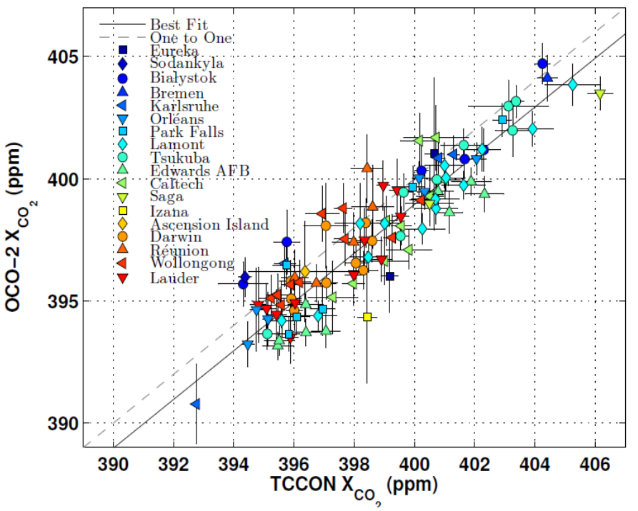 Best Fit
One to One
Eureka
Sodankyla
Białystok
Bremen
Karlsruhe
Orléans
Park Falls
Lamont
Tsukuba
Edwards AFB
Caltech
Saga
Izana
Ascension Island
Darwin
Réunion
Wollongong
Lauder
OCO-2 XCO2 (ppm)
405
400
395
390
390 392 394 396 398 400 402 404 406
TCCON XCO2 (ppm)